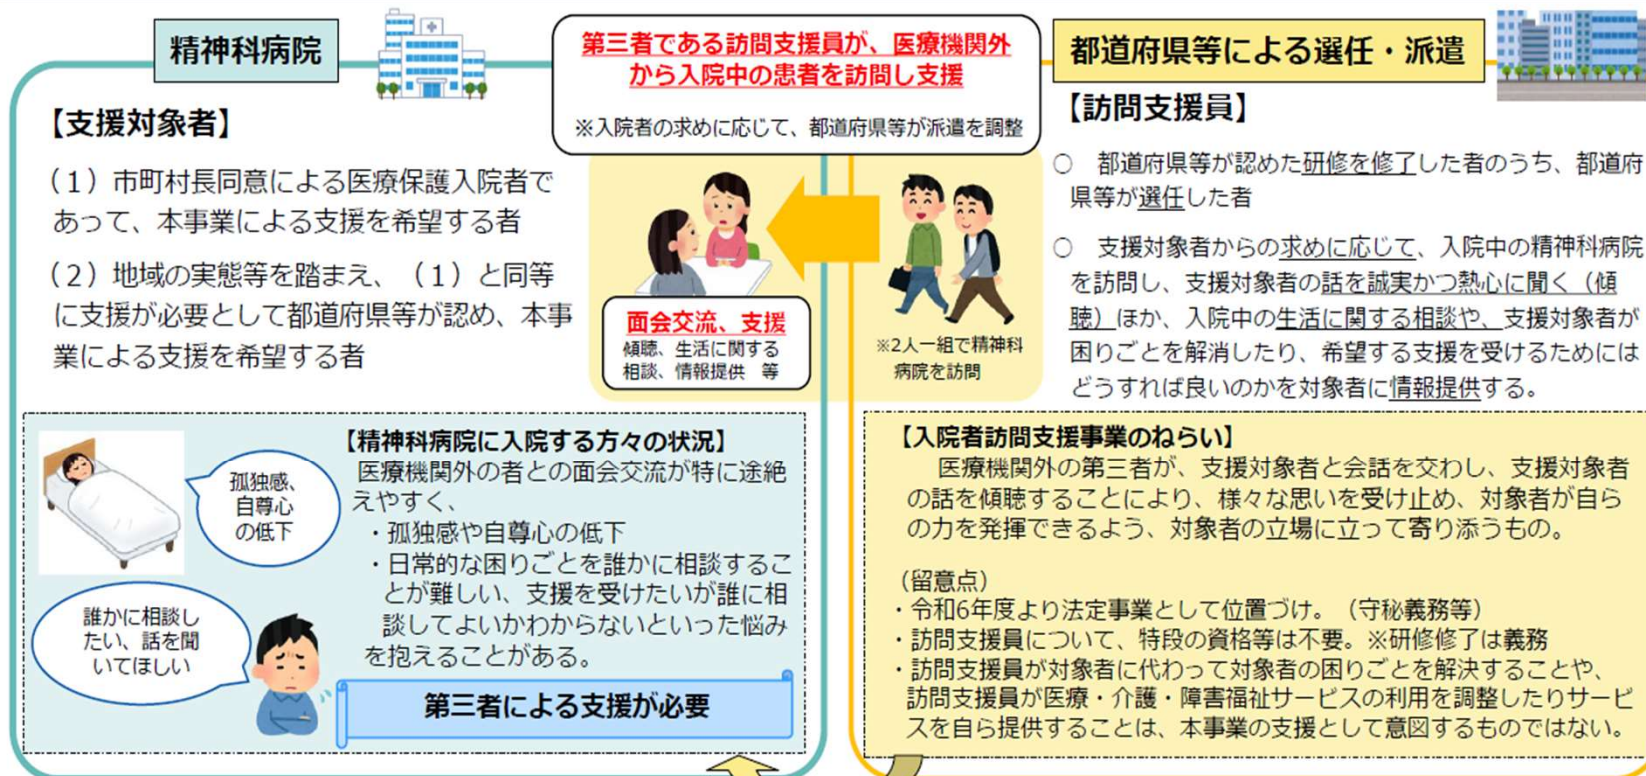 精神科病院
【支援対象者】
（１）市町村長同意による医療保護入院者で
あって、本事業による支援を希望する者
（２）地域の実態等を踏まえ、（１）と同等
に支援が必要として都道府県等が認め、本事
業による支援を希望する者
第三者である訪問支援員が、医療機関外
から入院中の患者を訪問し支援
※入院者の求めに応じて、都道府県等が派遣を調整
面会交流、支援
傾聴、生活に関する
相談、情報提供　等
※2人一組で精神科
病院を訪問
都道府県等による選任・派遣
【訪問支援員】
○　都道府県等が認めた研修を修了した者のうち、都道府
県等が選任した者
○　支援対象者からの求めに応じて、入院中の精神科病院
を訪問し、支援対象者の話を誠実かつ熱心に聞く（傾
聴）ほか、入院中の生活に関する相談や、支援対象者が
困りごとを解消したり、希望する支援を受けるためには
どうすれば良いのかを対象者に情報提供する。
孤独感、
自尊心
の低下
誰かに相談し
たい、話を聞
いてほしい
【精神科病院に入院する方々の状況】
医療機関外の者との面会交流が特に途絶
えやすく、
・孤独感や自尊心の低下
・日常的な困りごとを誰かに相談するこ
とが難しい、支援を受けたいが誰に相
談してよいかわからないといった悩み
を抱えることがある。
第三者による支援が必要
【入院者訪問支援事業のねらい】
医療機関外の第三者が、支援対象者と会話を交わし、支援対象者
の話を傾聴することにより、様々な思いを受け止め、対象者が自ら
の力を発揮できるよう、対象者の立場に立って寄り添うもの。
（留意点）
・令和6年度より法定事業として位置づけ。（守秘義務等）
・訪問支援員について、特段の資格等は不要。※研修修了は義務
・訪問支援員が対象者に代わって対象者の困りごとを解決することや、
訪問支援員が医療・介護・障害福祉サービスの利用を調整したりサービ
スを自ら提供することは、本事業の支援として意図するものではない。